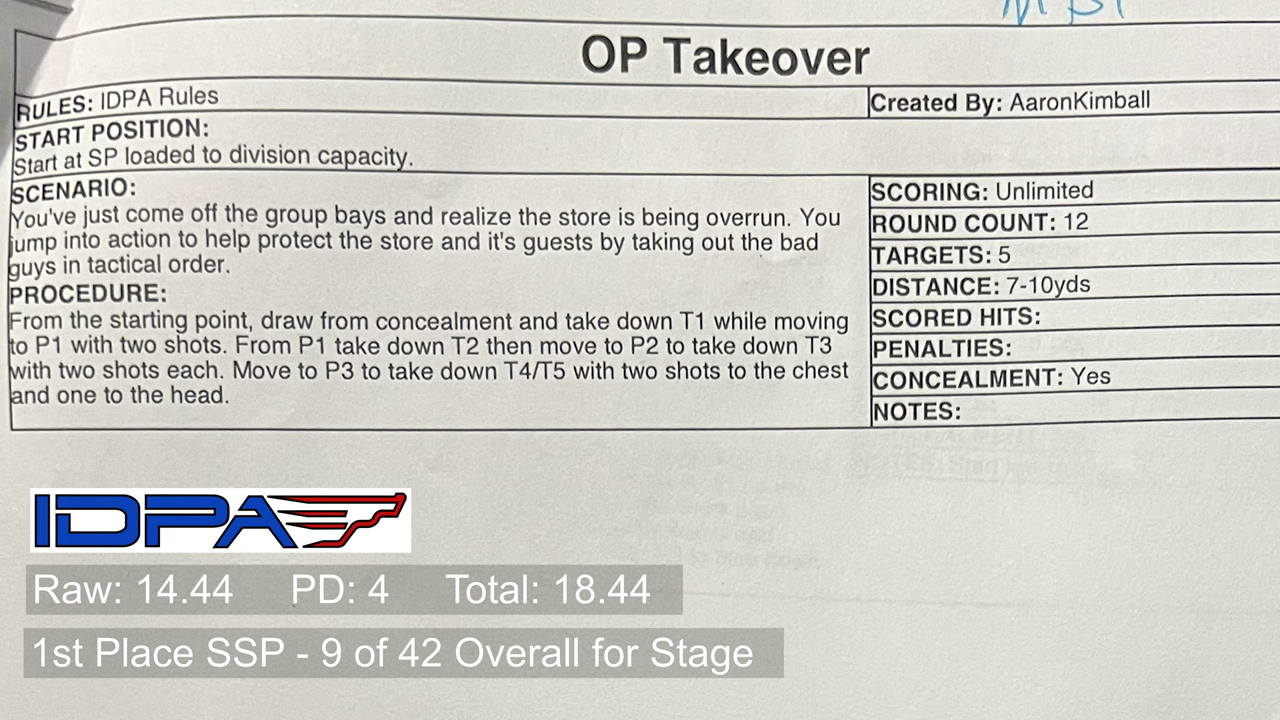 OP Takeover
RULES: IDPA Rules
Created By: AaronKimball
START POSITION:
Start at SP loaded to division capacity.
SCENARIO:
You've just come off the group bays and realize the store is being overrun. You
jump into action to help protect the store and it's guests by taking out the bad
guys in tactical order.
PROCEDURE:
From the starting point, draw from concealment and take down T1 while moving
to P1 with two shots. From P1 take down T2 then move to P2 to take down T3
with two shots each. Move to P3 to take down T4/T5 with two shots to the chest
and one to the head.
SCORING: Unlimited
ROUND COUNT: 12
TARGETS: 5
DISTANCE: 7-10yds
SCORED HITS:
PENALTIES:
CONCEALMENT: Yes
NOTES:
IDPA
Raw: 14.44 PD: 4 Total: 18.44
1st Place SSP - 9 of 42 Overall for Stage